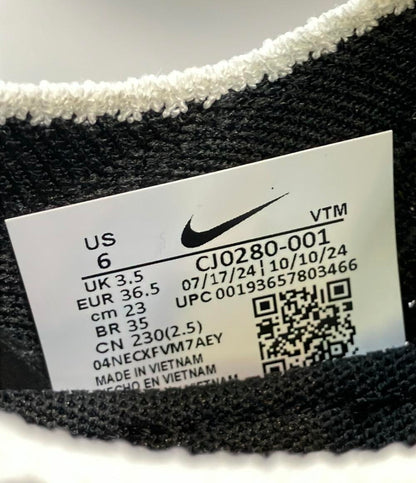 VTM
US
6
CJ0280-001
UK 3.5
07/17/24 | 10/10/24
EUR 36.5
UPC 00193657803466
cm 23
BR 35
CN 230(2.5)
04NECXFVM7AEY
MADE IN VIETNAM
HECHO EN VIETNAM